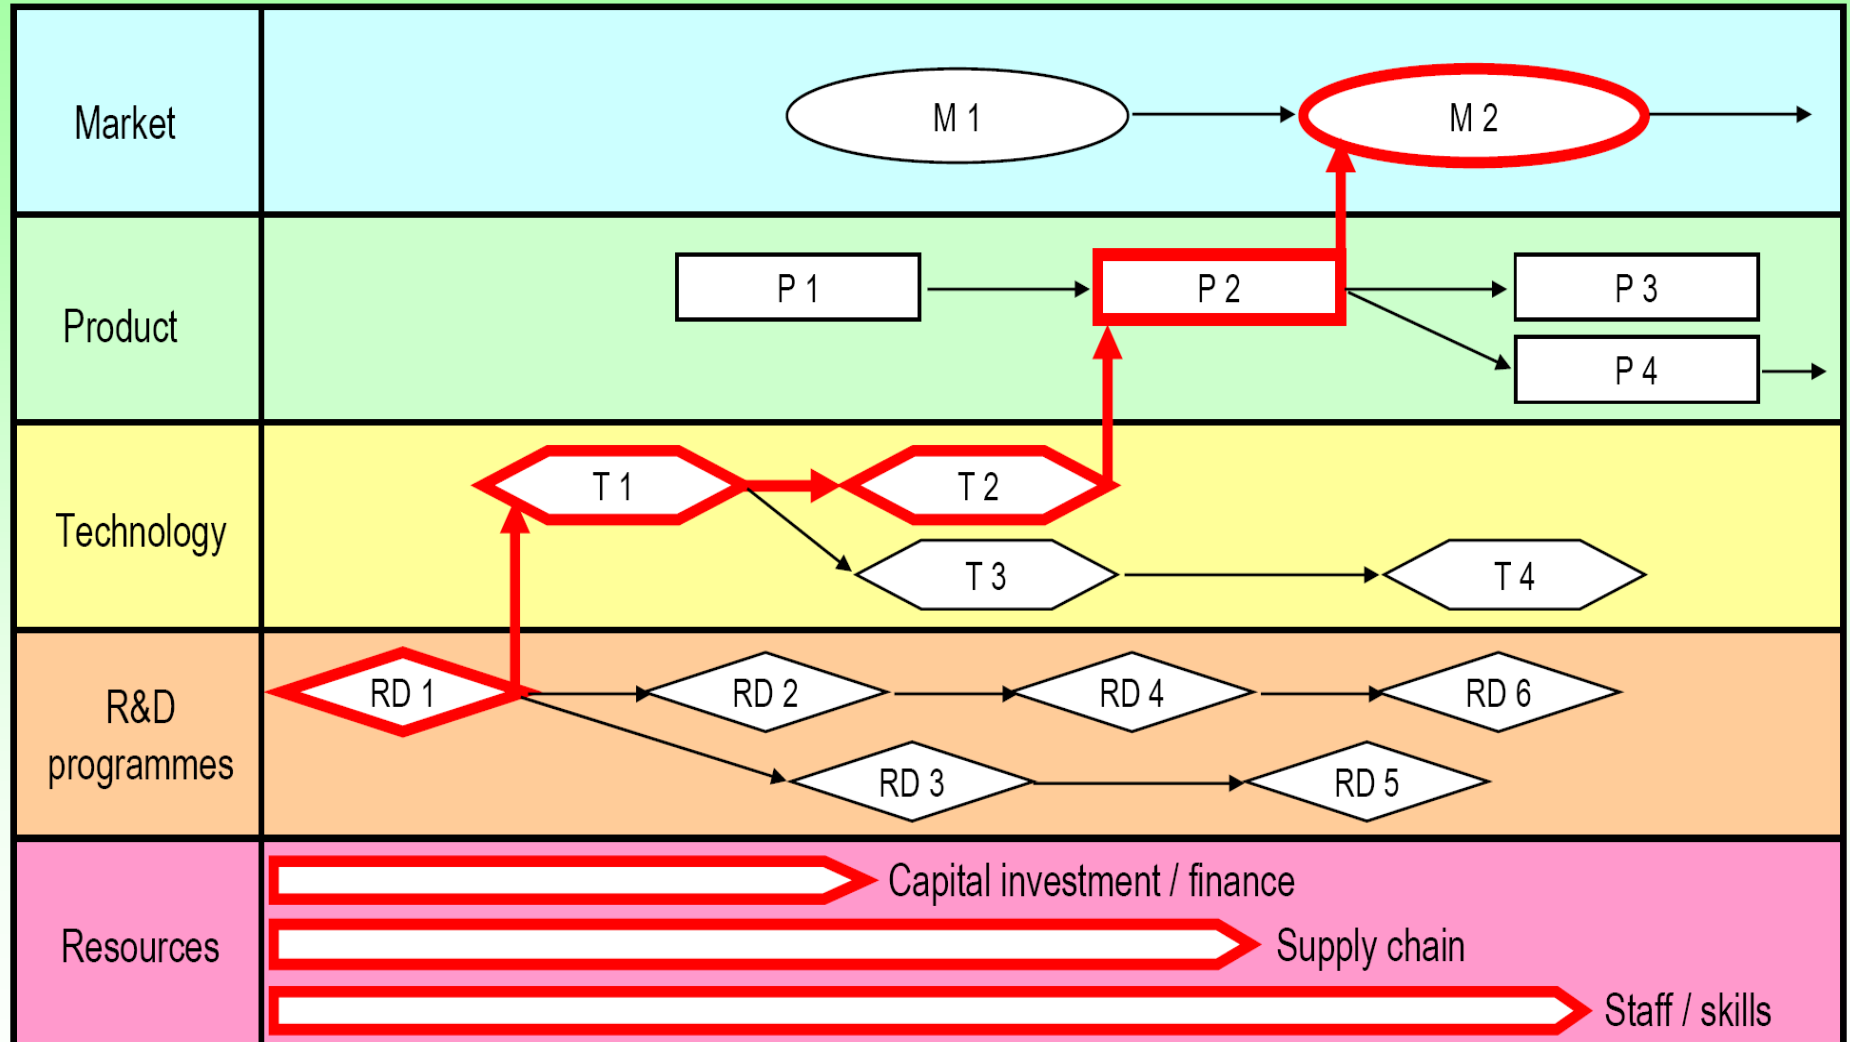 Market
M 1
M 2
Product
P 1
P 2
P 3
P 4
Technology
T 1
T 2
T 3
T 4
R&D
programmes
RD 1
RD 2
RD 4
RD 6
RD 3
RD 5
Resources
Capital investment / finance
Supply chain
Staff / skills